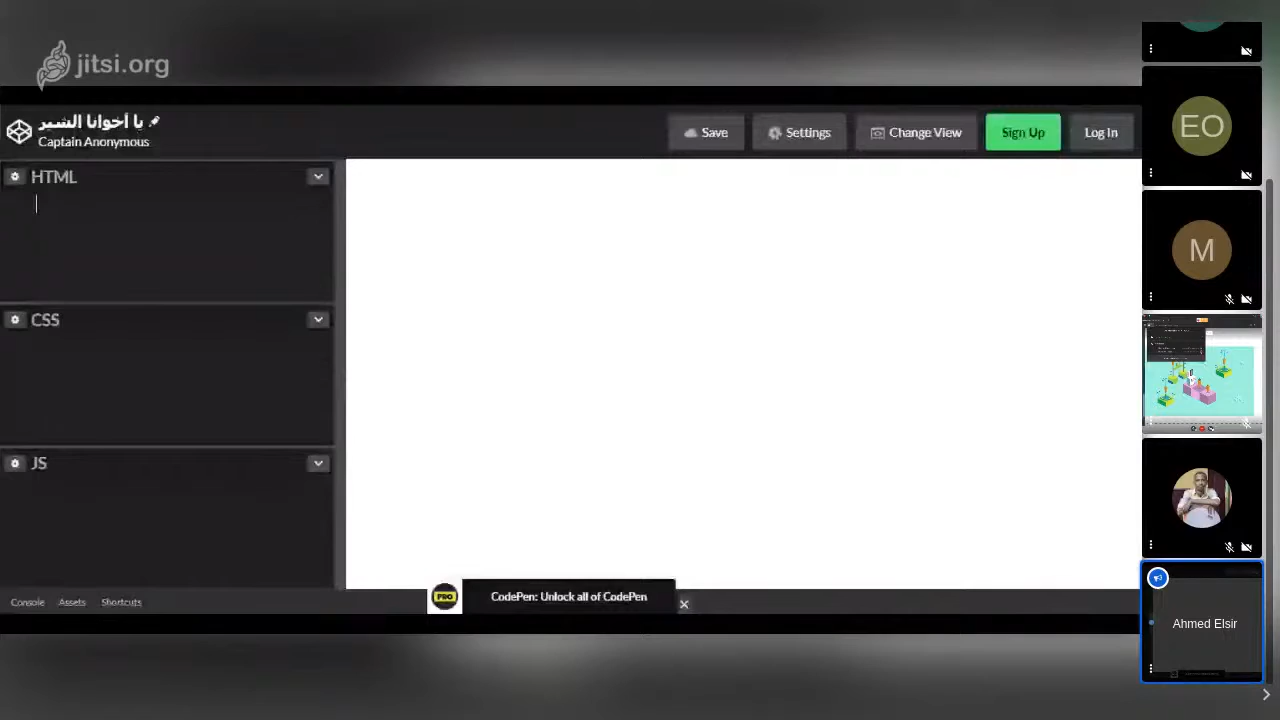 jitsi.org
يا أخوانا الشير
Captain Anonymous
Save
Settings
Change View
Sign Up
Log In
HTML
CSS
JS
Console
Assets
Shortcuts
PRO
CodePen: Unlock all of CodePen
EO
M
Ahmed Elsir